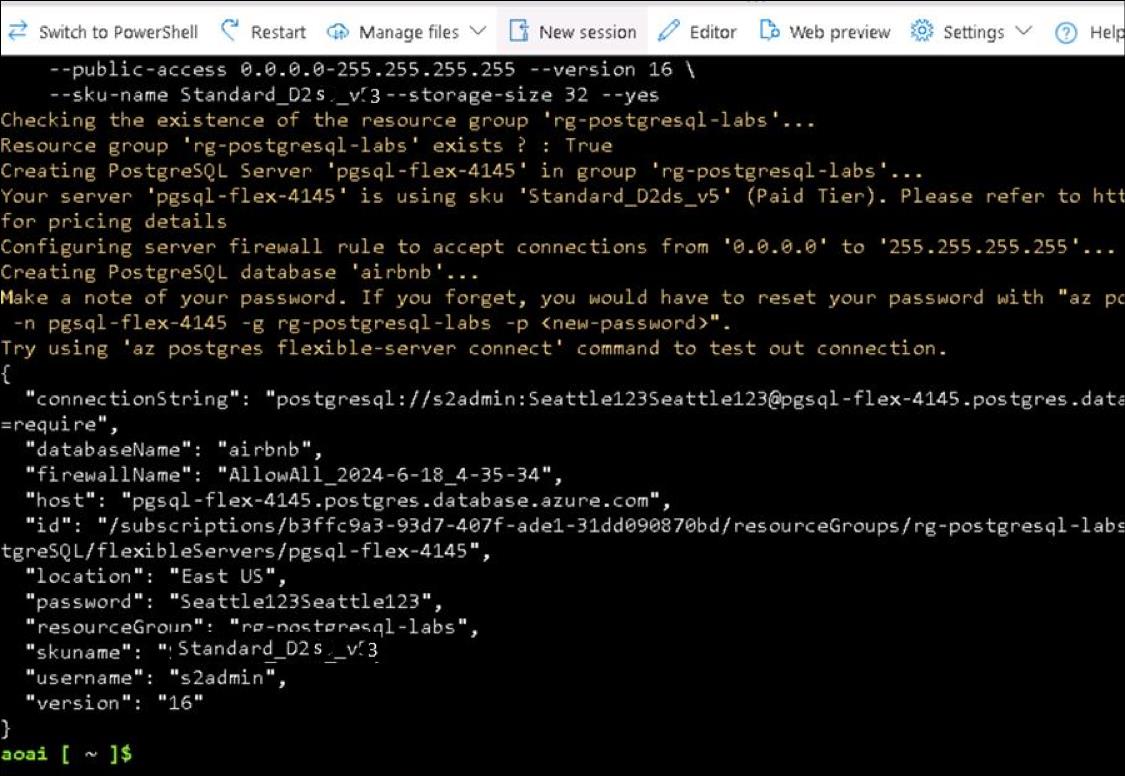 Switch to PowerShell Restart Manage files New session Editor Web preview Settings Help
--public-access 0.0.0.0-255.255.255.255 --version 16 \
--sku-name Standard_D2s_v3 --storage-size 32 --yes
Checking the existence of the resource group 'rg-postgresql-labs'...
Resource group 'rg-postgresql-labs' exists ? : True
Creating PostgreSQL Server 'pgsql-flex-4145' in group 'rg-postgresql-labs'...
Your server 'pgsql-flex-4145' is using sku 'Standard_D2ds_v5' (Paid Tier). Please refer to htt
for pricing details
Configuring server firewall rule to accept connections from '0.0.0.0' to '255.255.255.255'...
Creating PostgreSQL database 'airbnb'...
Make a note of your password. If you forget, you would have to reset your password with "az po
-n pgsql-flex-4145 -g rg-postgresql-labs -p <new-password>".
Try using 'az postgres flexible-server connect' command to test out connection.
{
"connectionString": "postgresql://s2admin:Seattle123Seattle123@pgsql-flex-4145.postgres.data
=require",
"databaseName": "airbnb",
"firewallName": "AllowAll_2024-6-18_4-35-34",
"host": "pgsql-flex-4145.postgres.database.azure.com",
"id": "/subscriptions/b3ffc9a3-93d7-407f-ade1-31dd090870bd/resourceGroups/rg-postgresql-labs
tgreSQL/flexibleServers/pgsql-flex-4145",
"location": "East US",
"password": "Seattle123Seattle123",
"resourceGroup": "rg-postgresql-labs",
"skuname": "Standard_D2s_v3
"username": "s2admin",
"version": "16"
}
aoai [ ~ ]$